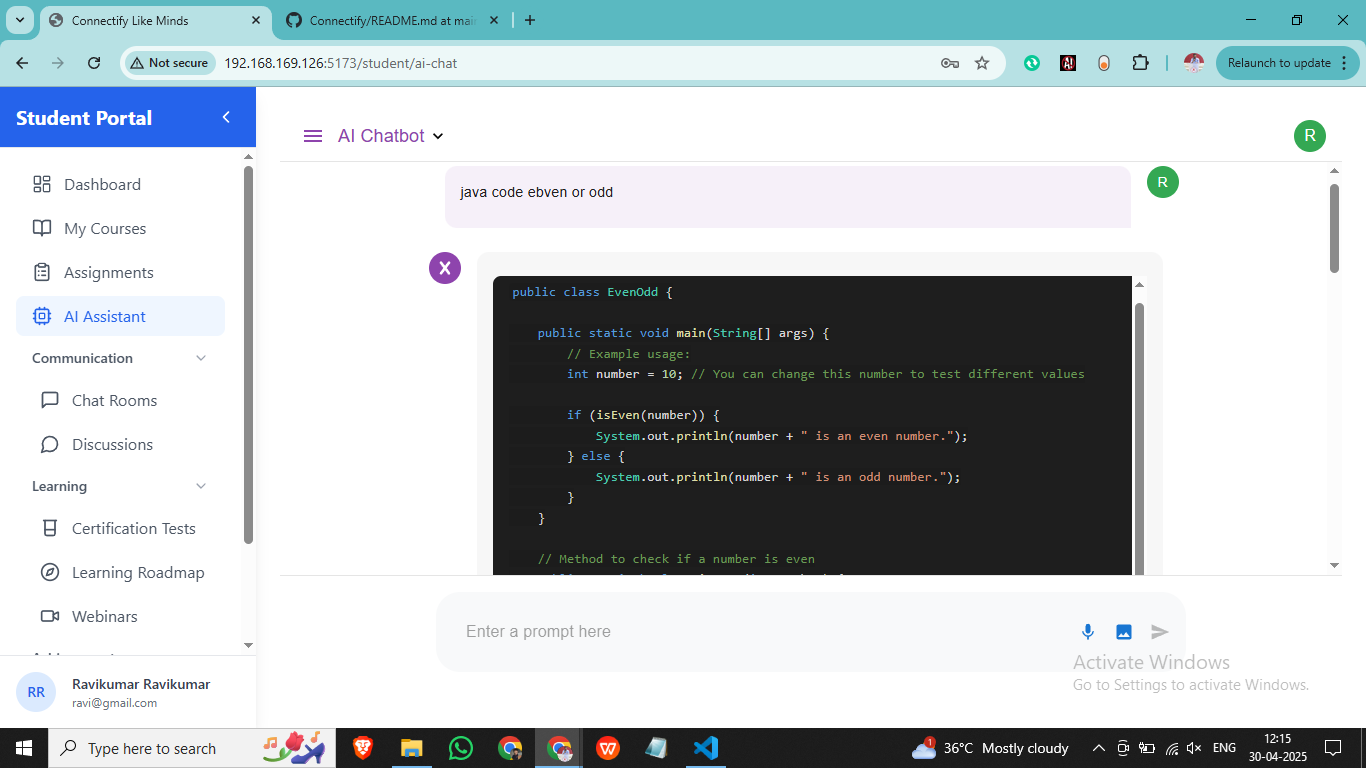 Connectify Like Minds
Connectify/README.md at mai
Not secure
192.168.169.126:5173/student/ai-chat
Relaunch to update
Student Portal
Dashboard
My Courses
Assignments
AI Assistant
Communication
Chat Rooms
Discussions
Learning
Certification Tests
Learning Roadmap
Webinars
RR
Ravikumar Ravikumar
ravi@gmail.com
AI Chatbot
R
java code ebven or odd
R
X
public class EvenOdd {
public static void main(String[] args) {
// Example usage:
int number = 10; // You can change this number to test different values
if (isEven(number)) {
System.out.println(number + " is an even number.");
} else {
System.out.println(number + " is an odd number.");
}
}
// Method to check if a number is even
Enter a prompt here
Activate Windows
Go to Settings to activate Windows.
Type here to search
1
36°C Mostly cloudy
ENG
12:15
30-04-2025